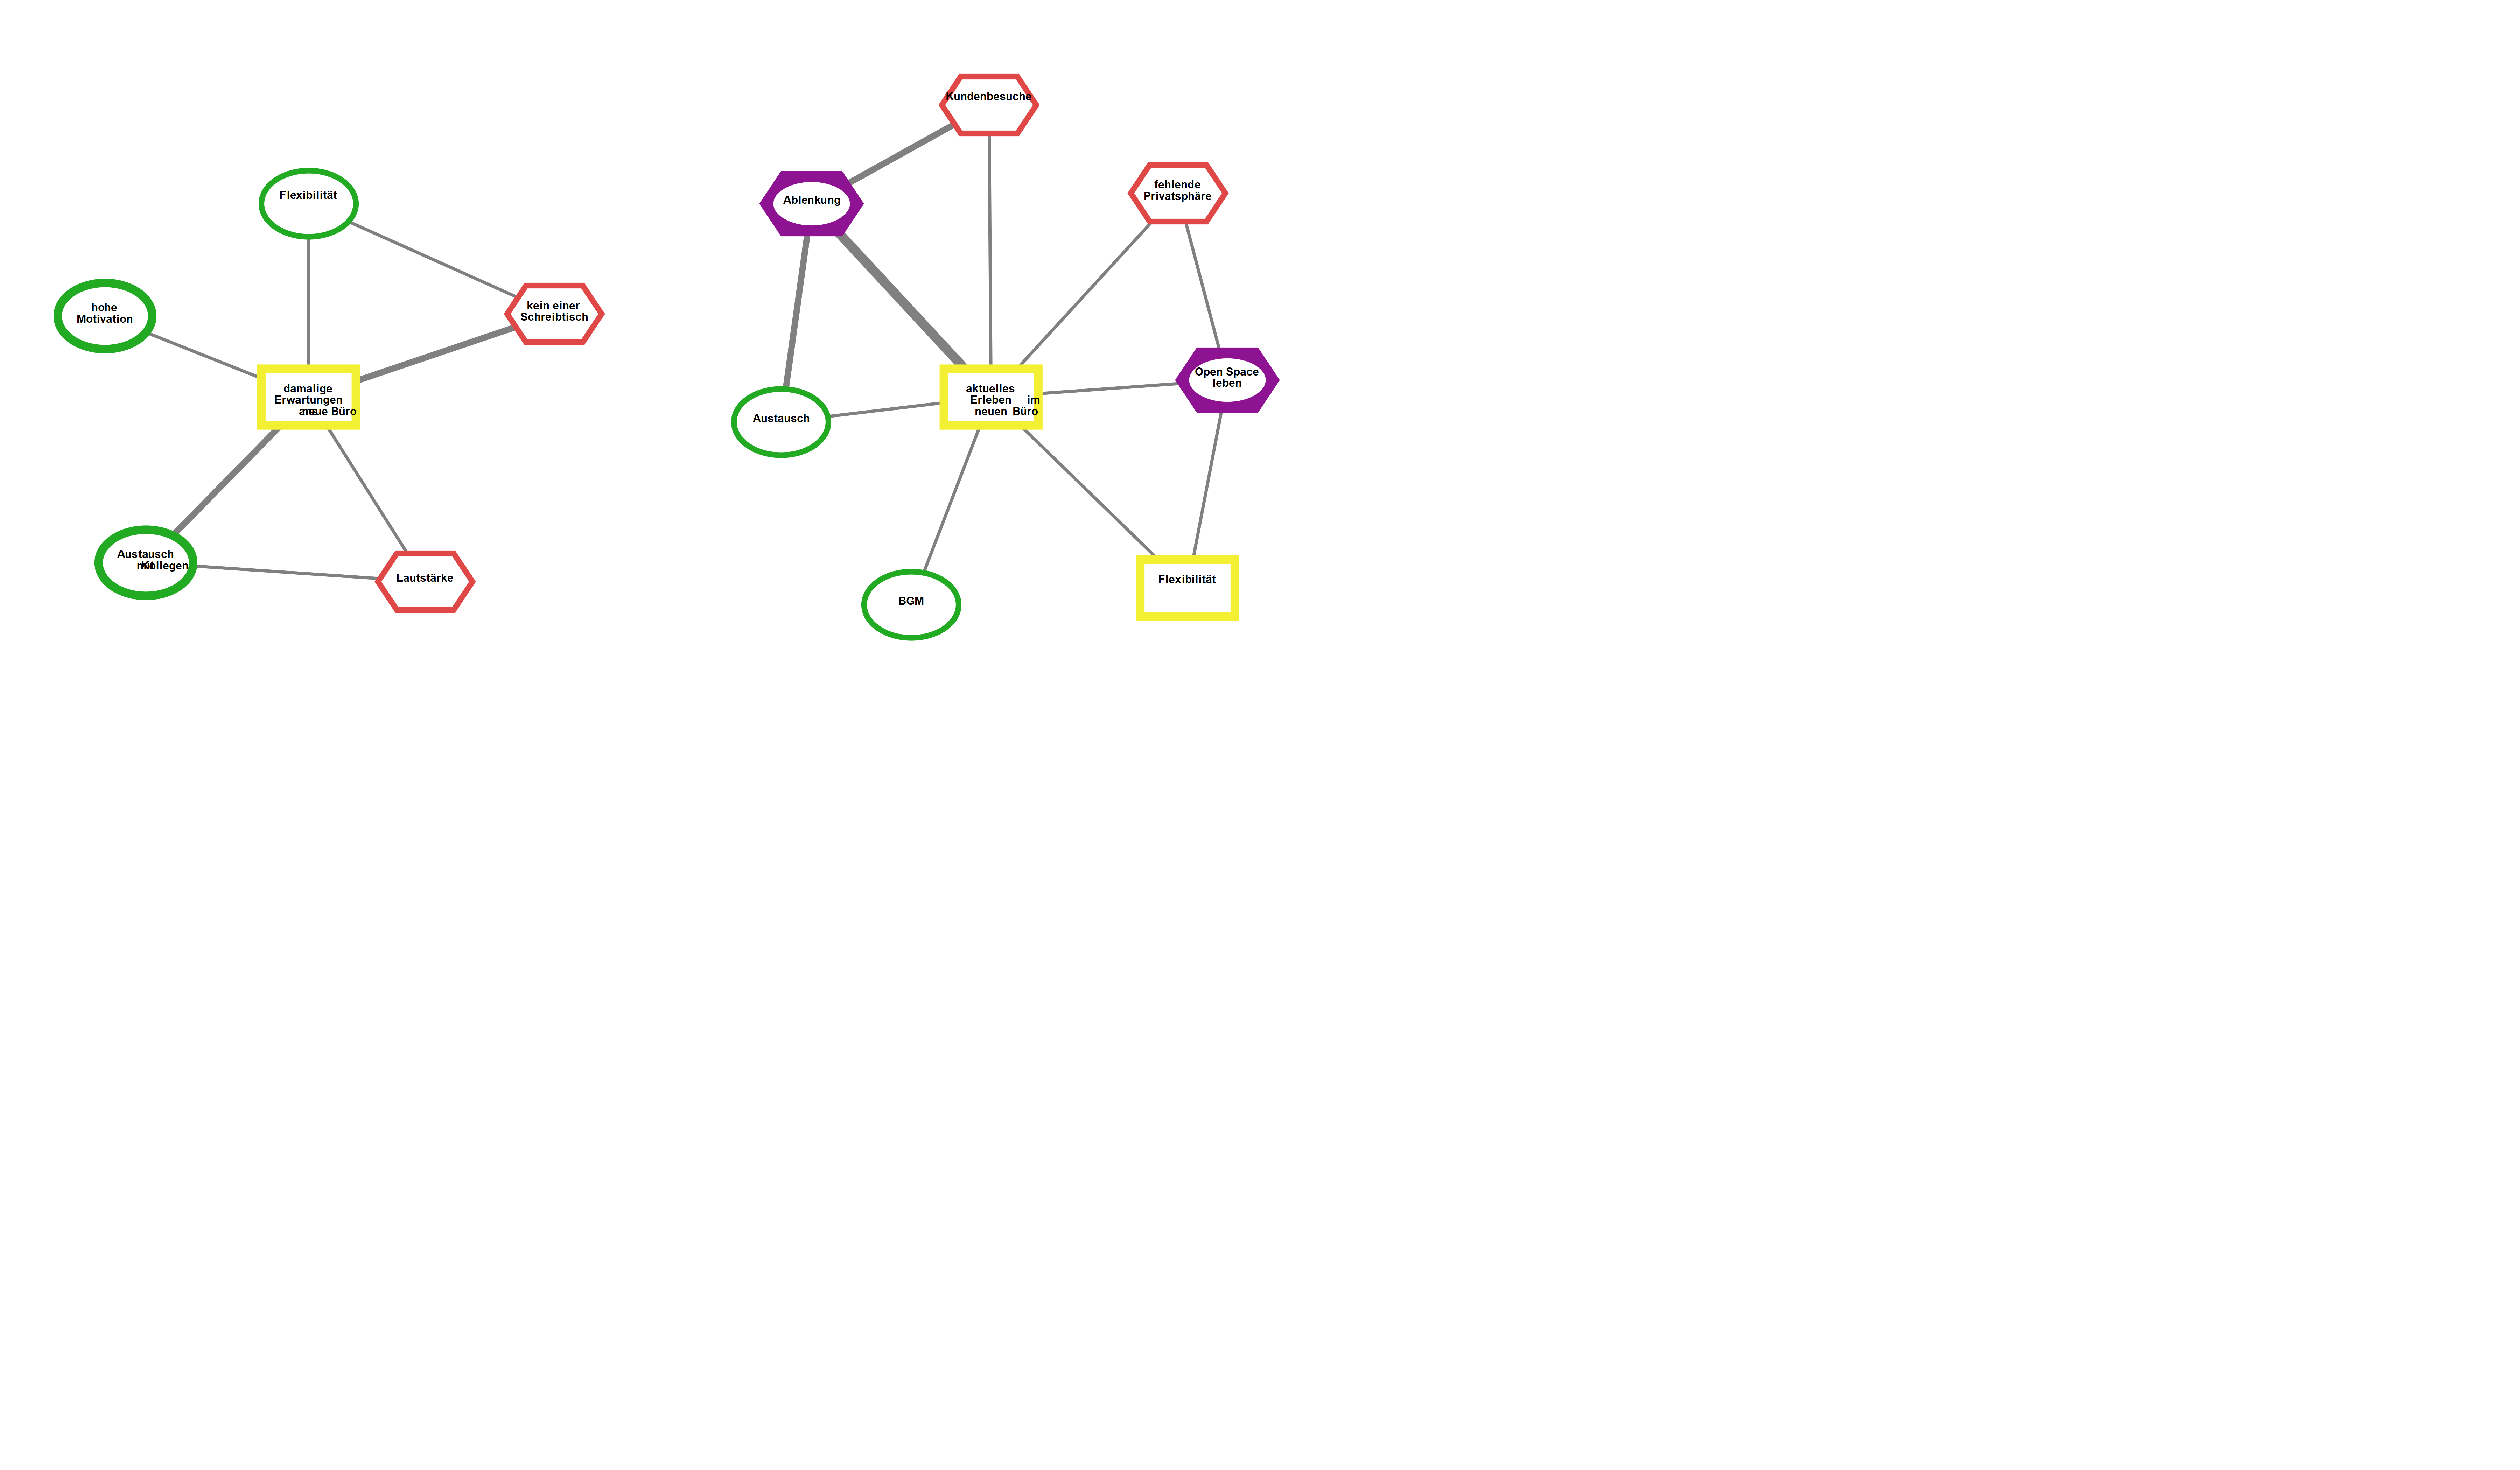 Kundenbesuche
Ablenkung
fehlende
Privatsphäre
Flexibilität
hohe
Motivation
kein einer
Schreibtisch
damalige
Erwartungen
ans neue Büro
aktuelles
Erleben im
neuen Büro
Open Space
leben
Austausch
Austausch
mit Kollegen
Lautstärke
BGM
Flexibilität